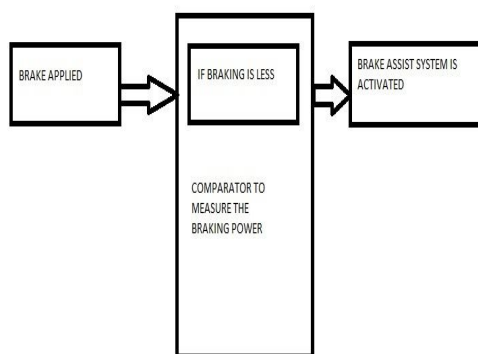 BRAKE APPLIED
IF BRAKING IS LESS
COMPARATOR TO
MEASURE THE
BRAKING POWER
BRAKE ASSIST SYSTEM IS
ACTIVATED